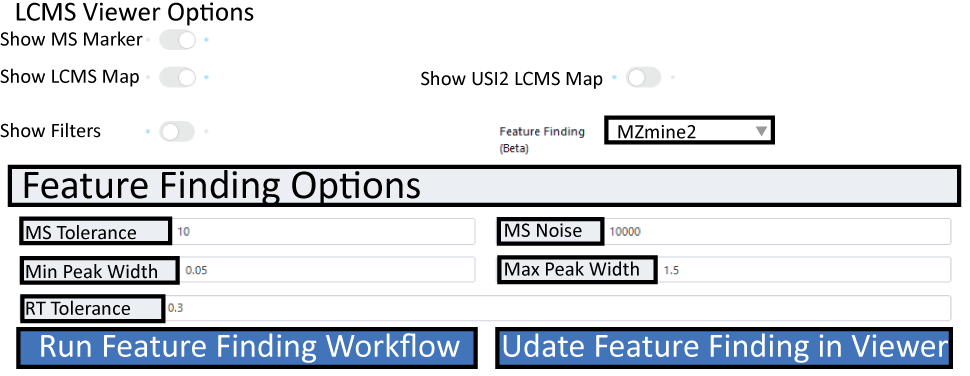 LCMS Viewer Options
Show MS Marker
Show LCMS Map Show USI2 LCMS Map
Show Filters Feature Finding (Beta) MZmine2
Feature Finding Options
MS Tolerance 10 MS Noise 10000
Min Peak Width 0.05 Max Peak Width 1.5
RT Tolerance 0.3
Run Feature Finding Workflow Udate Feature Finding in Viewer